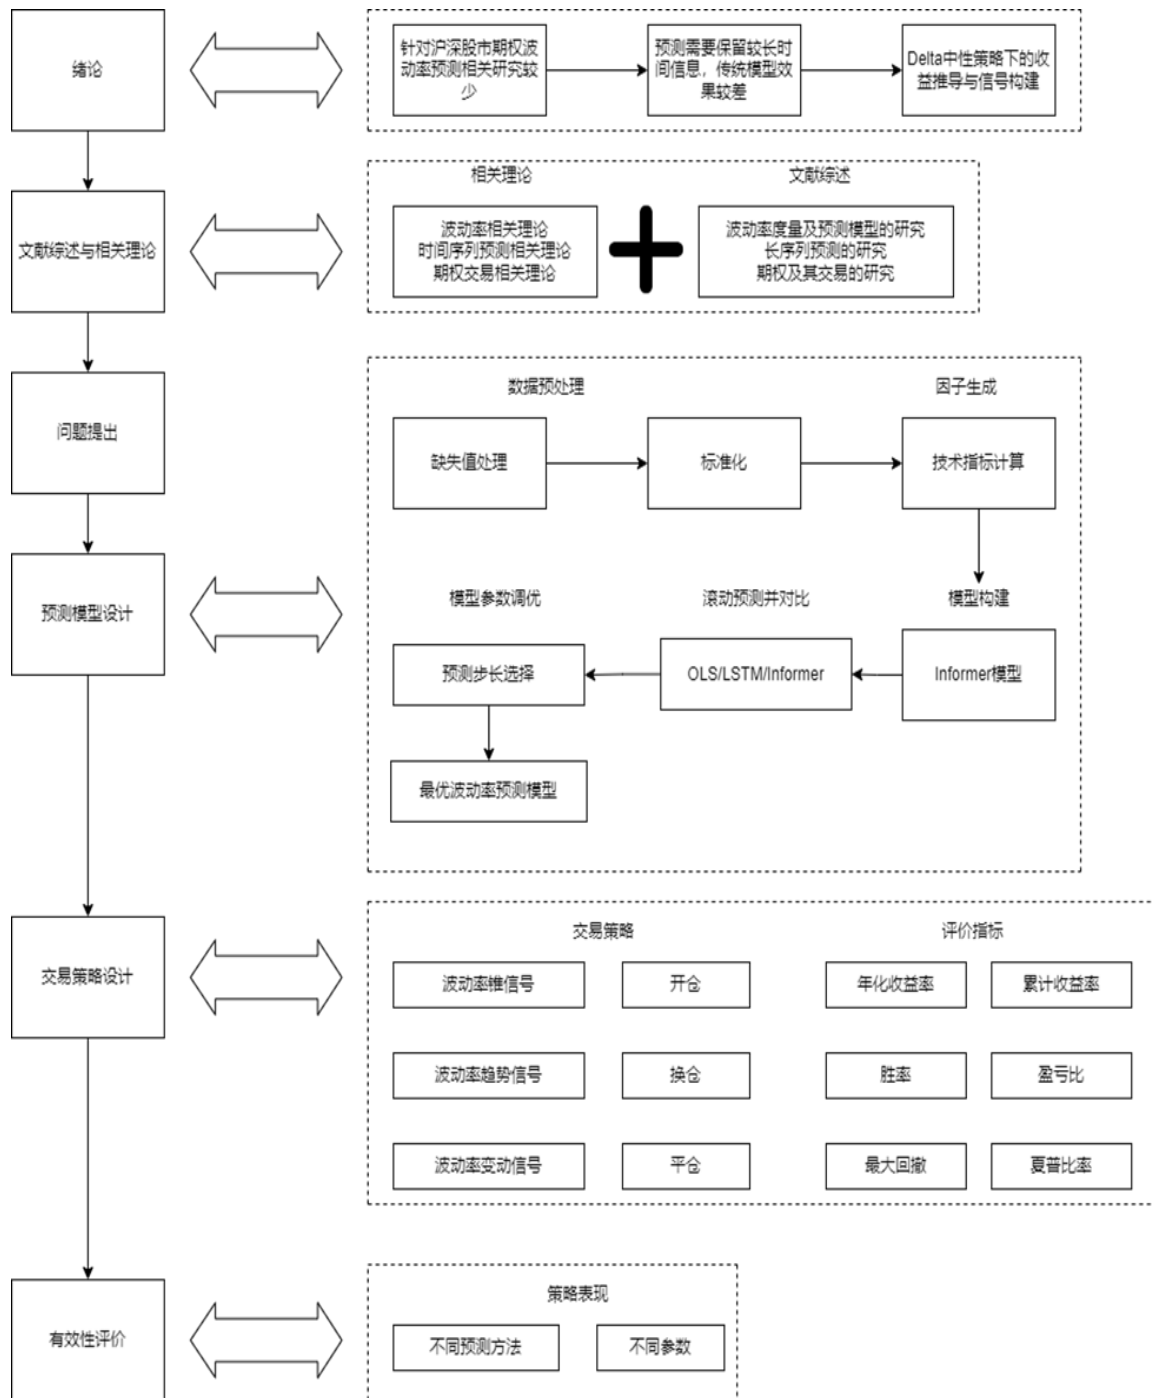 绪论
针对沪深股市期权波
动率预测相关研究较
少
预测需要保留较长时
间信息，传统模型效
果较差
Delta中性策略下的收
益推导与信号构建
文献综述与相关理论
相关理论
文献综述
波动率相关理论
时间序列预测相关理论
期权交易相关理论
波动率度量及预测模型的研究
长序列预测的研究
期权及其交易的研究
问题提出
数据预处理
因子生成
缺失值处理
标准化
技术指标计算
预测模型设计
模型参数调优
滚动预测并对比
模型构建
预测步长选择
OLS/LSTM/Informer
Informer模型
最优波动率预测模型
交易策略设计
交易策略
评价指标
波动率锥信号
开仓
年化收益率
累计收益率
波动率趋势信号
换仓
胜率
盈亏比
波动率变动信号
平仓
最大回撤
夏普比率
有效性评价
策略表现
不同预测方法
不同参数